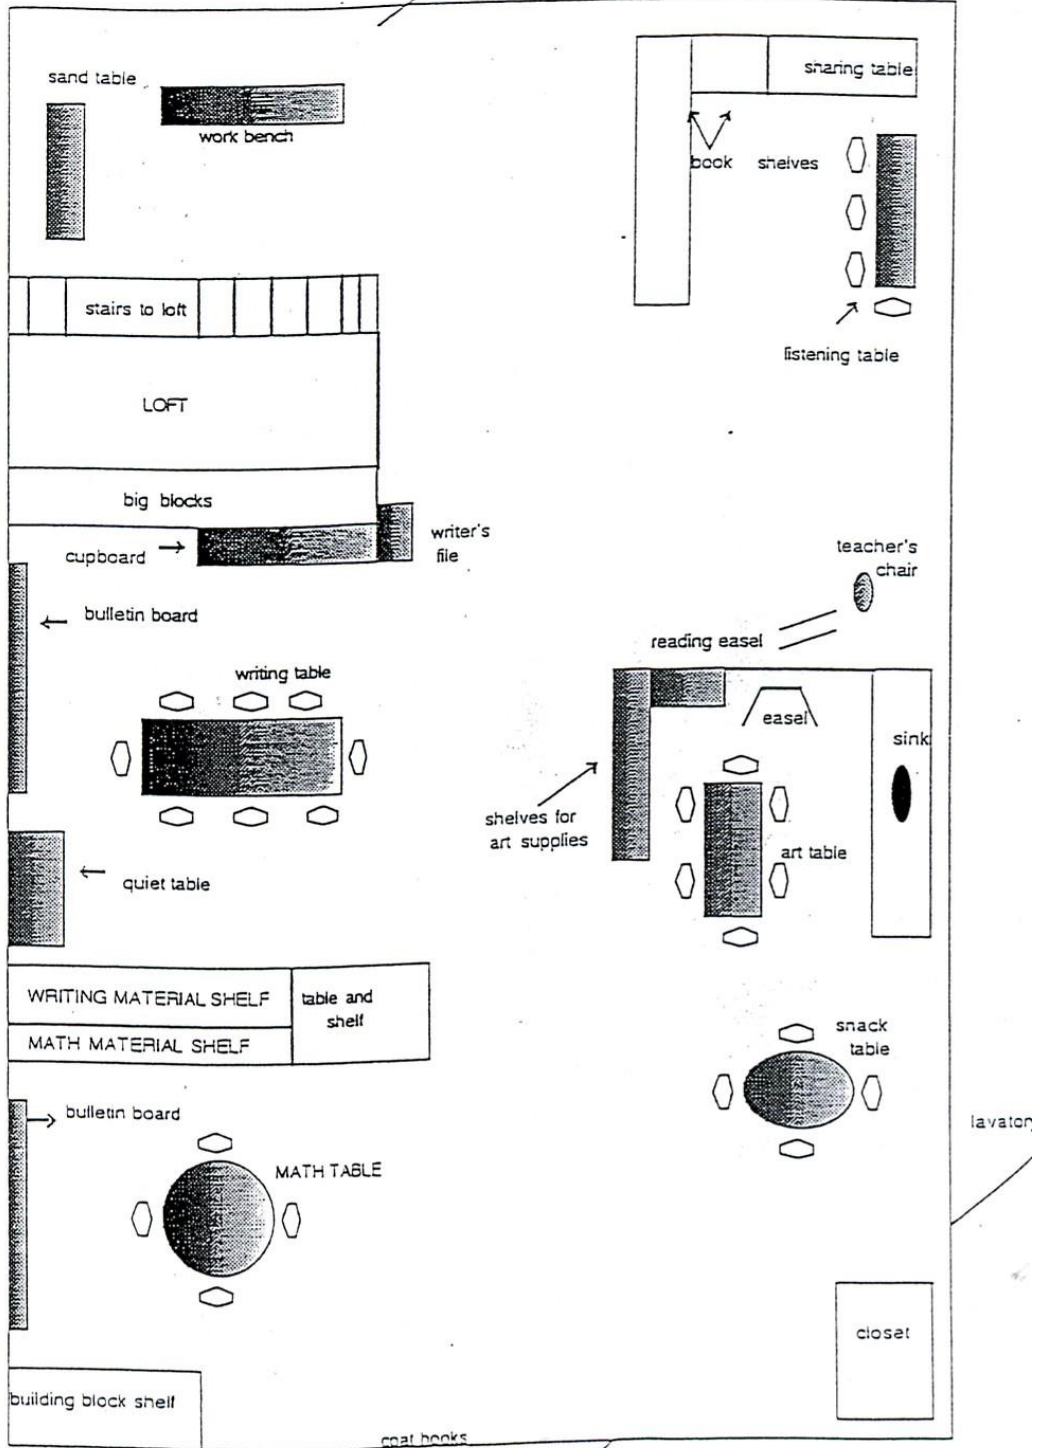 sand table
work bench
sharing table
book shelves
listening table
stairs to loft
LOFT
big blocks
cupboard
writer's
file
bulletin board
teacher's
chair
reading easel
writing table
easel
sink
shelves for
art supplies
art table
quiet table
WRITING MATERIAL SHELF
MATH MATERIAL SHELF
table and
shelf
snack
table
bulletin board
lavator
MATH TABLE
closet
building block shelf
coat hooks